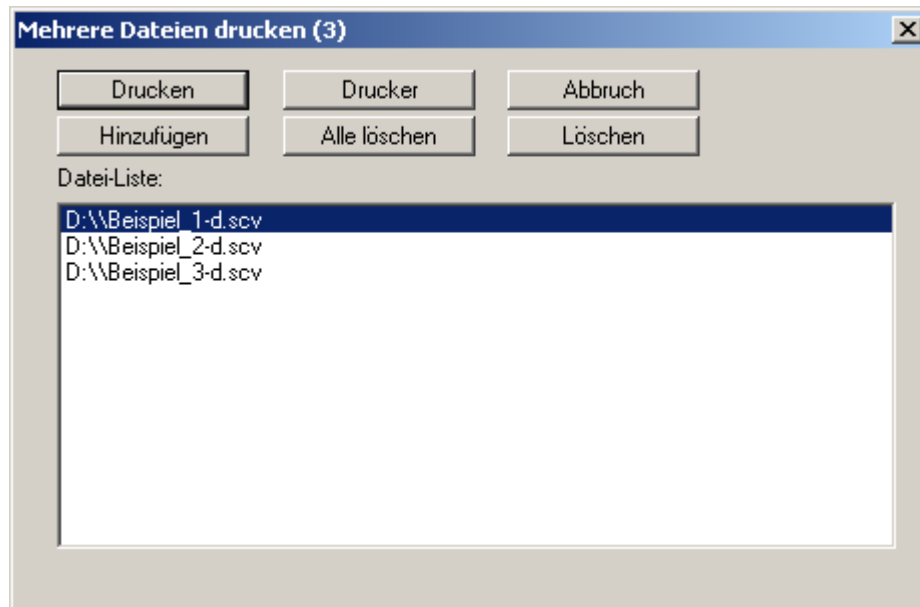 Mehrere Dateien drucken (3)
Drucken Drucker Abbruch
Hinzufügen Alle löschen Löschen
Datei-Liste:
D:\\Beispiel_1-d.scv
D:\\Beispiel_2-d.scv
D:\\Beispiel_3-d.scv